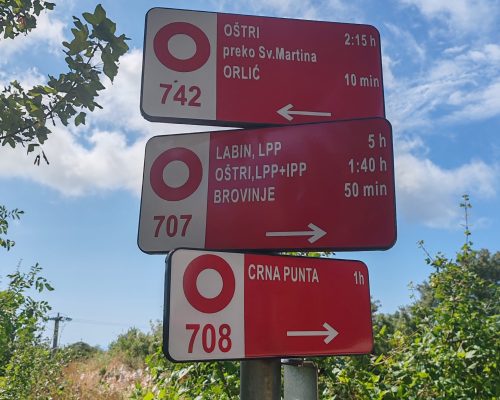 OŠTRI 2:15 h
preko Sv.Martina
ORLIĆ 10 min
742
LABIN, LPP 5 h
OŠTRI,LPP+IPP 1:40 h
BROVINJE 50 min
707
CRNA PUNTA 1h
708